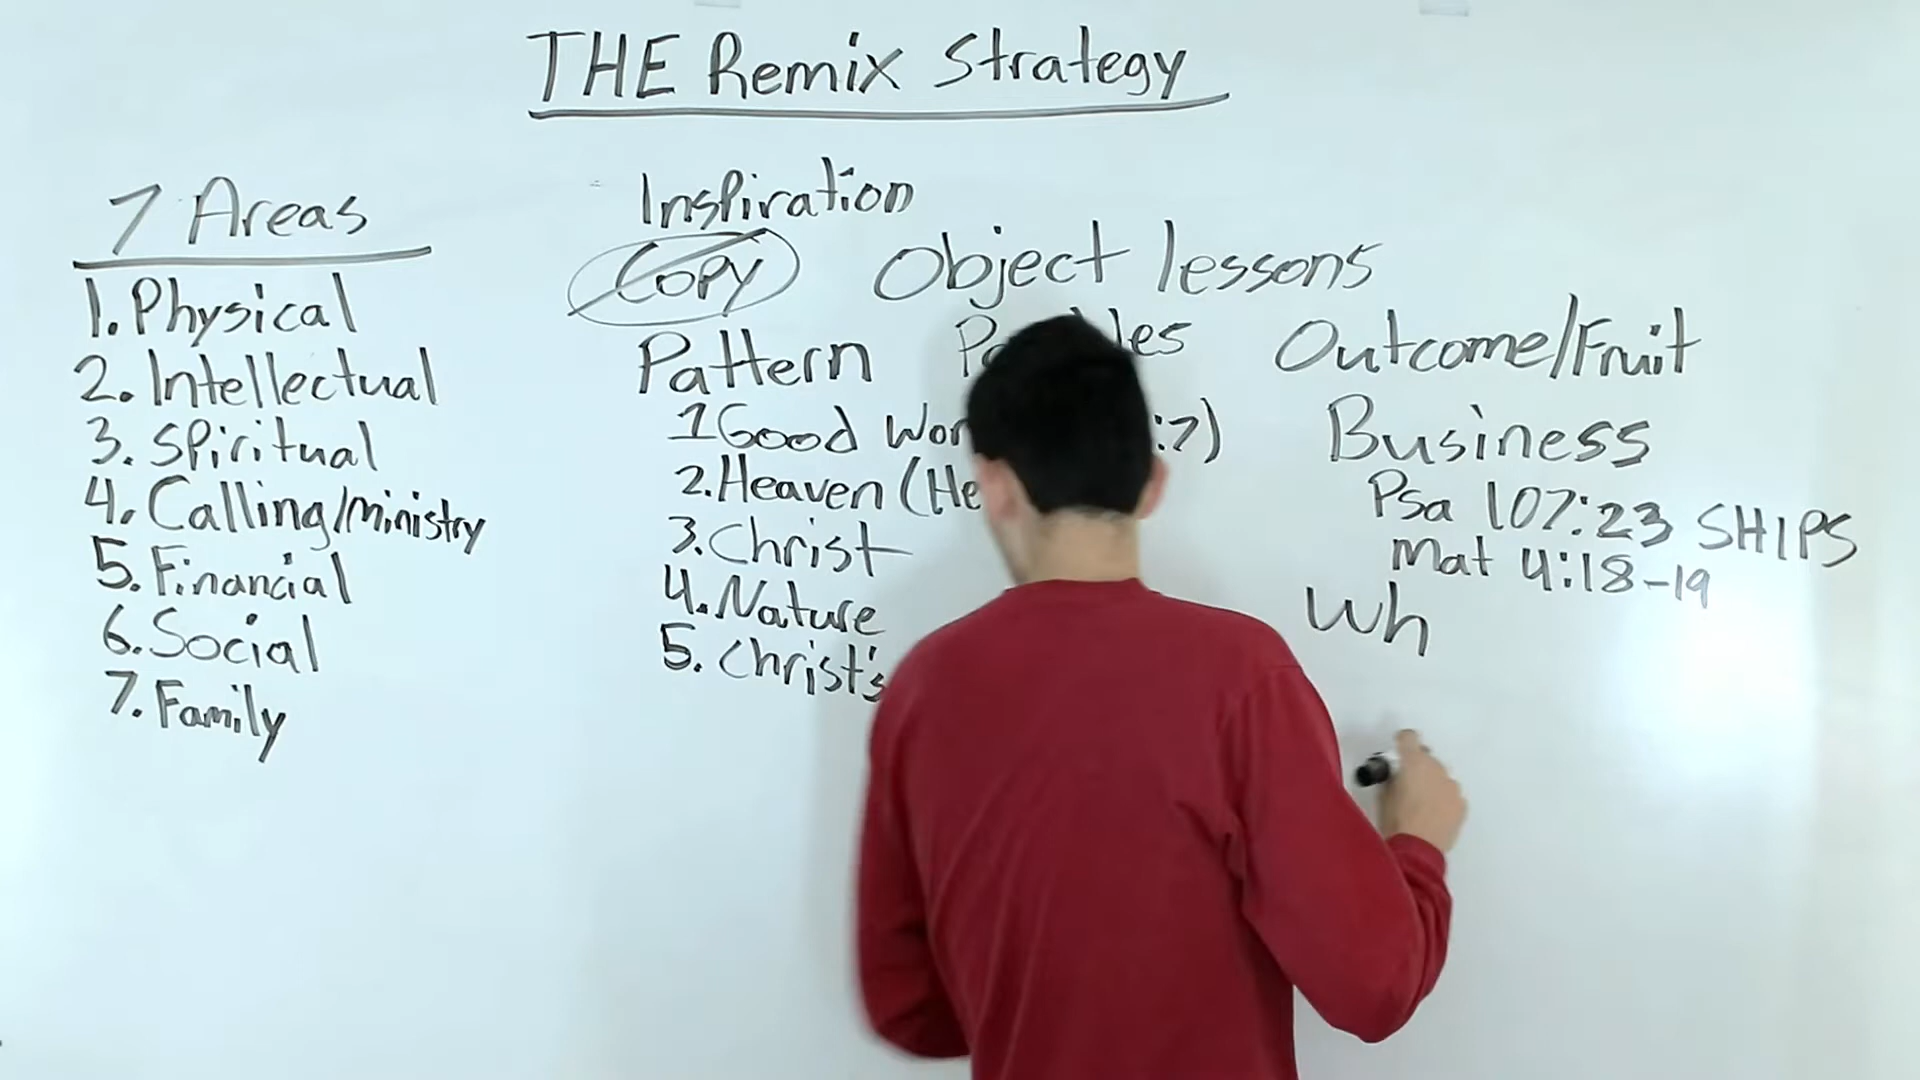 THE Remix Strategy
7 Areas
1. Physical
2. Intellectual
3. Spiritual
4. Calling/Ministry
5. Financial
6. Social
7. Family
Inspiration
Copy
Object lessons
Pattern
1 Good :7)
2. Heaven (He
3. Christ
4. Nature
5. Christ's
Outcome/Fruit
Business
Psa 107:23 SHIPS
Mat 4:18-19
Wh